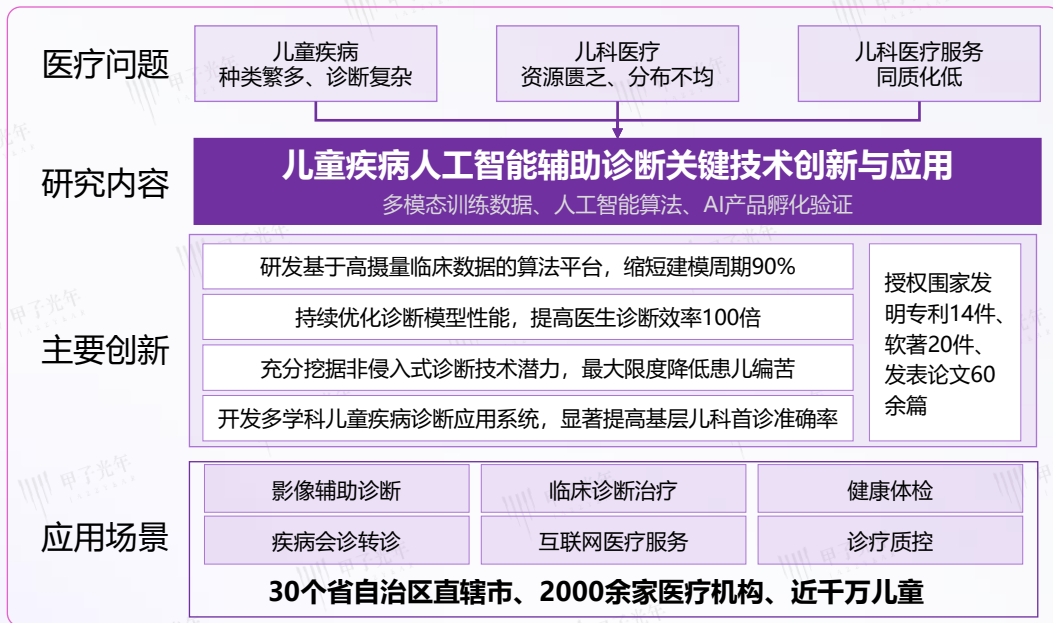 医疗问题
儿童疾病
种类繁多、诊断复杂
儿科医疗
资源匮乏、分布不均
儿科医疗服务
同质化低
研究内容
儿童疾病人工智能辅助诊断关键技术创新与应用
多模态训练数据、人工智能算法、AI产品孵化验证
主要创新
研发基于高摄量临床数据的算法平台，缩短建模周期90%
持续优化诊断模型性能，提高医生诊断效率100倍
充分挖据非侵入式诊断技术潜力，最大限度降低患儿编苦
开发多学科儿童疾病诊断应用系统，显著提高基层儿科首诊准确率
授权围家发
明专利14件、
软著20件、
发表论文60
余篇
应用场景
影像辅助诊断
临床诊断治疗
健康体检
疾病会诊转诊
互联网医疗服务
诊疗质控
30个省自治区直辖市、2000余家医疗机构、近千万儿童
甲子光年